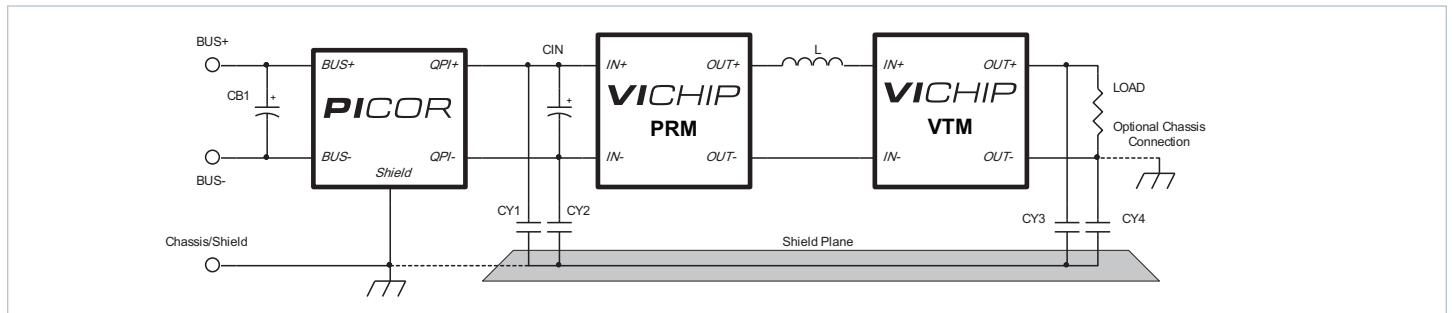 BUS+
CB1
+
BUS-
Chassis/Shield
BUS+
QPI+
PICOR
BUS-
QPI-
Shield
CIN
+
CY1
CY2
IN+
OUT+
VICHIP
PRM
IN-
OUT-
L
IN+
OUT+
VICHIP
VTM
IN-
OUT-
LOAD
Optional Chassis
Connection
CY3
CY4
Shield Plane